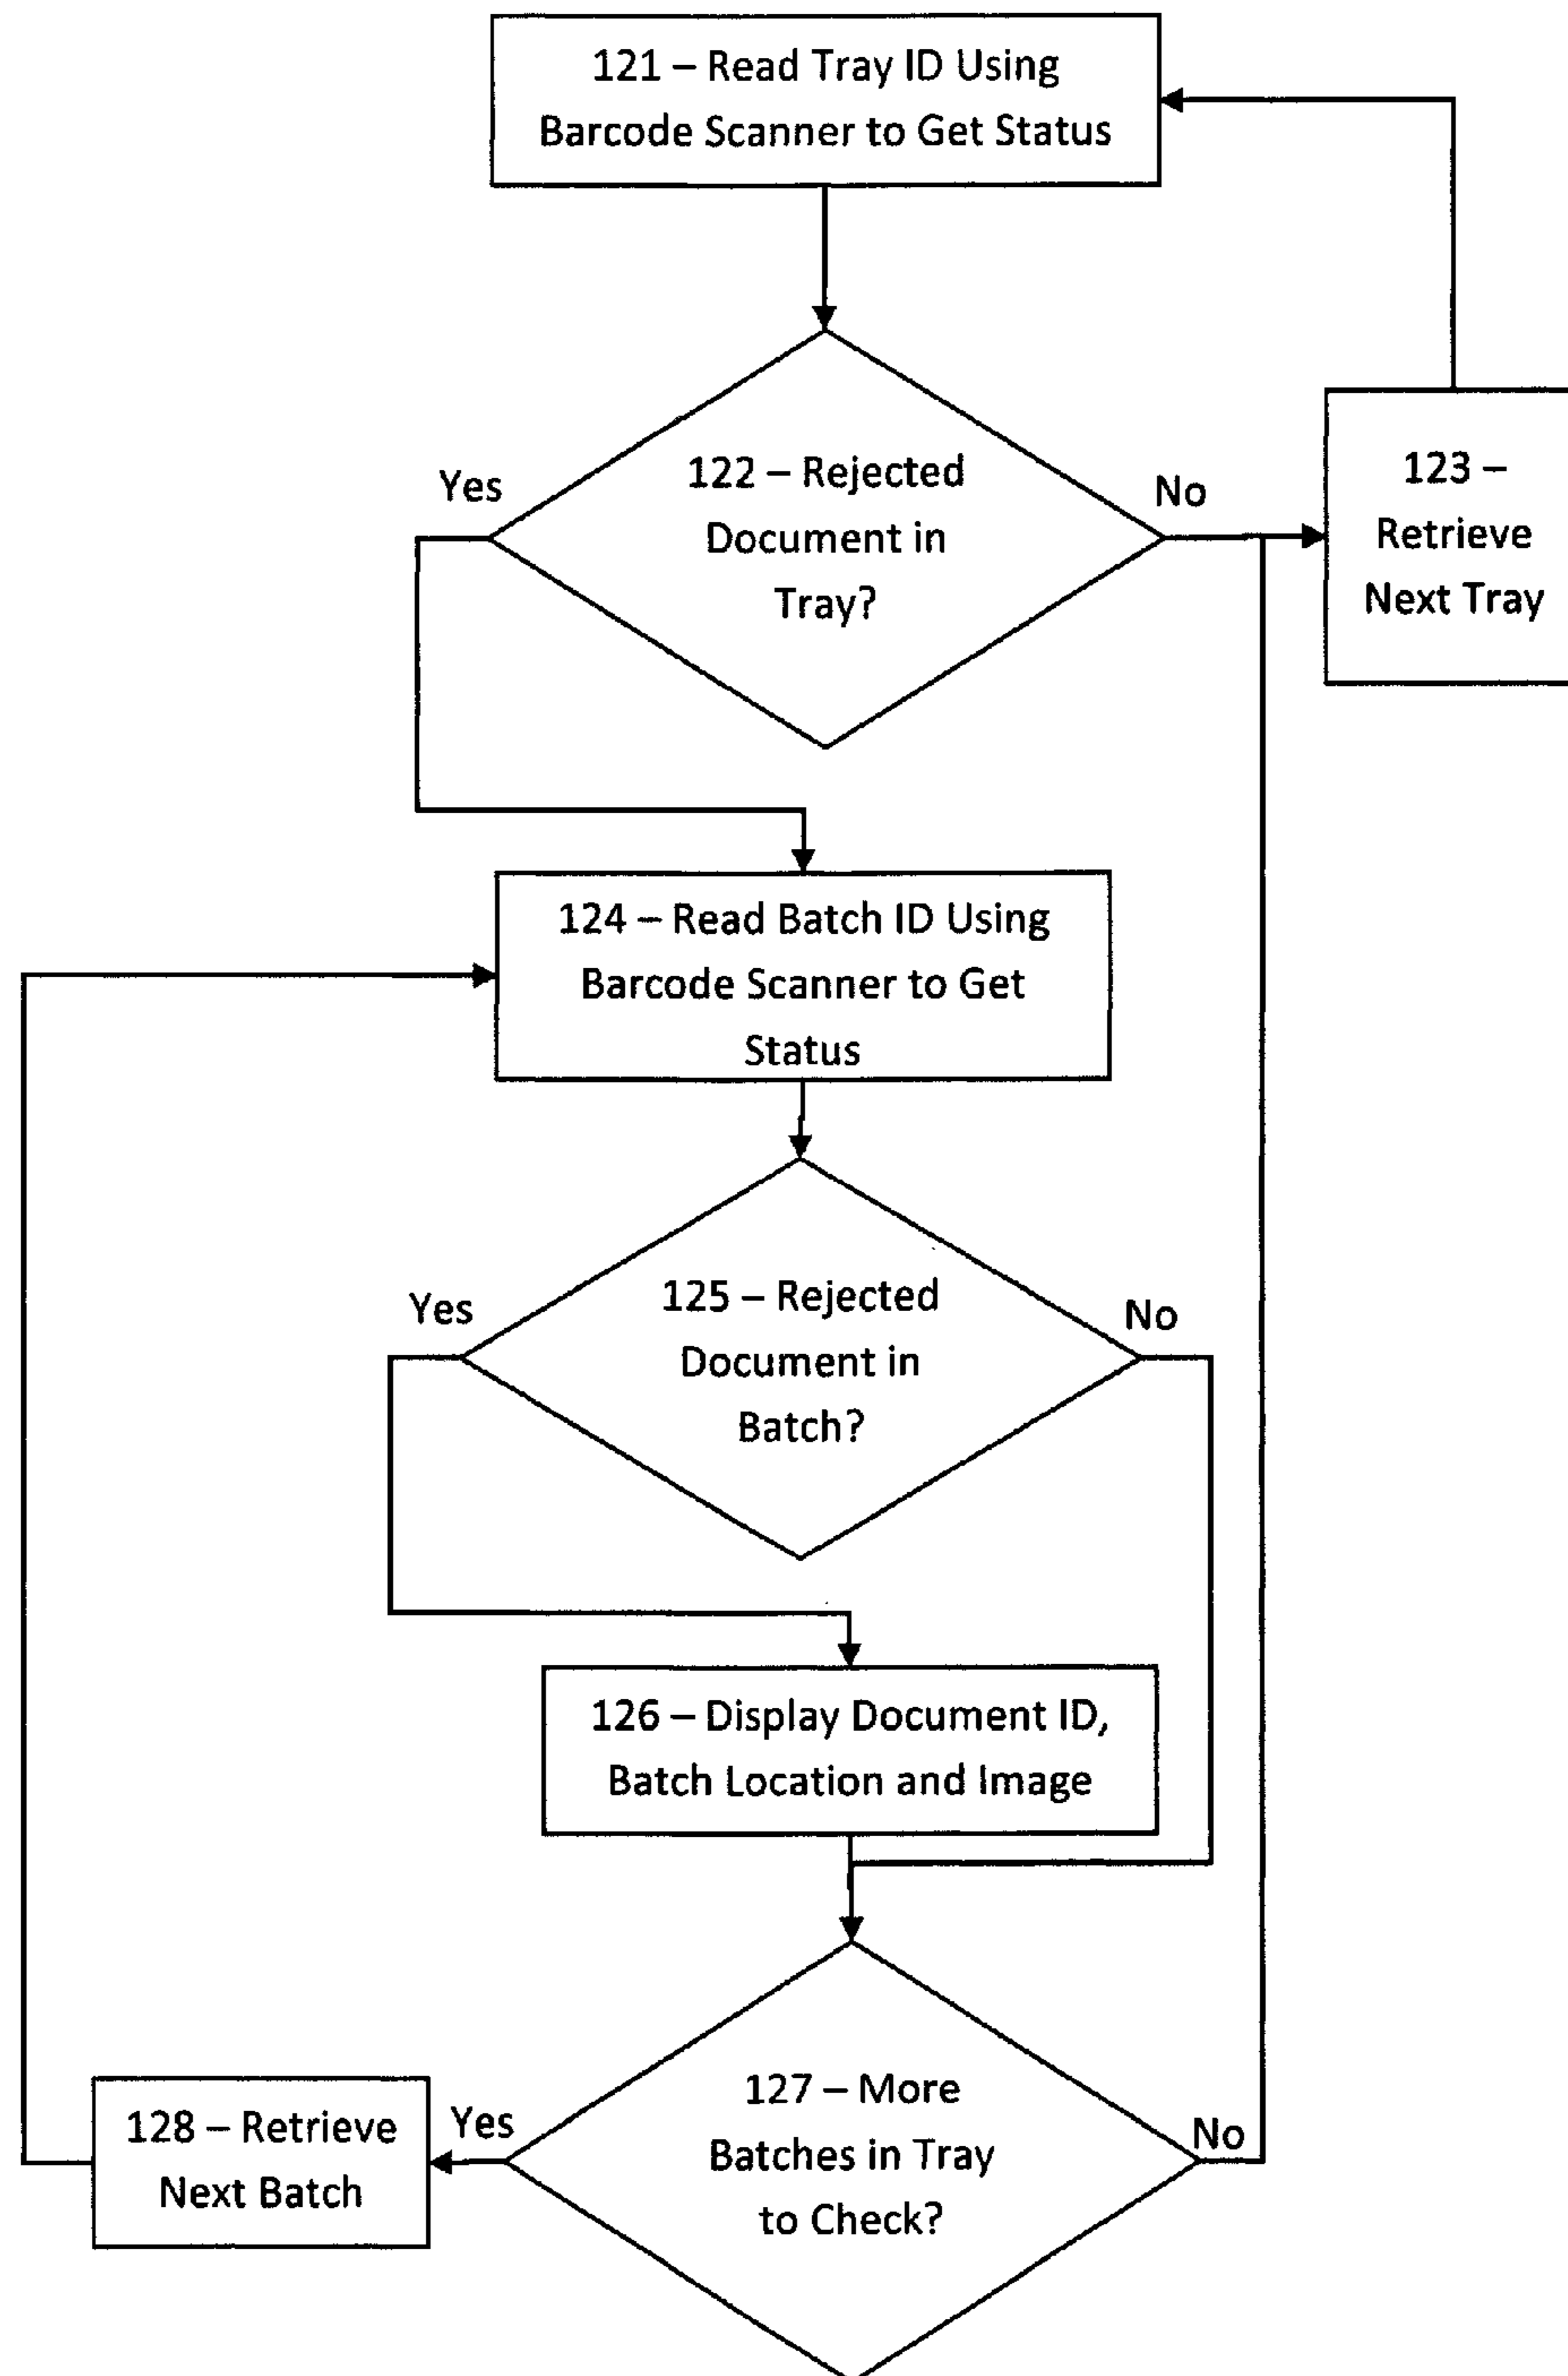 121 – Read Tray ID Using
Barcode Scanner to Get Status
Yes
122 – Rejected
Document in
Tray?
No
123 –
Retrieve
Next Tray
124 – Read Batch ID Using
Barcode Scanner to Get
Status
Yes
125 – Rejected
Document in
Batch?
No
126 – Display Document ID,
Batch Location and Image
128 – Retrieve
Next Batch
Yes
127 – More
Batches in Tray
to Check?
No